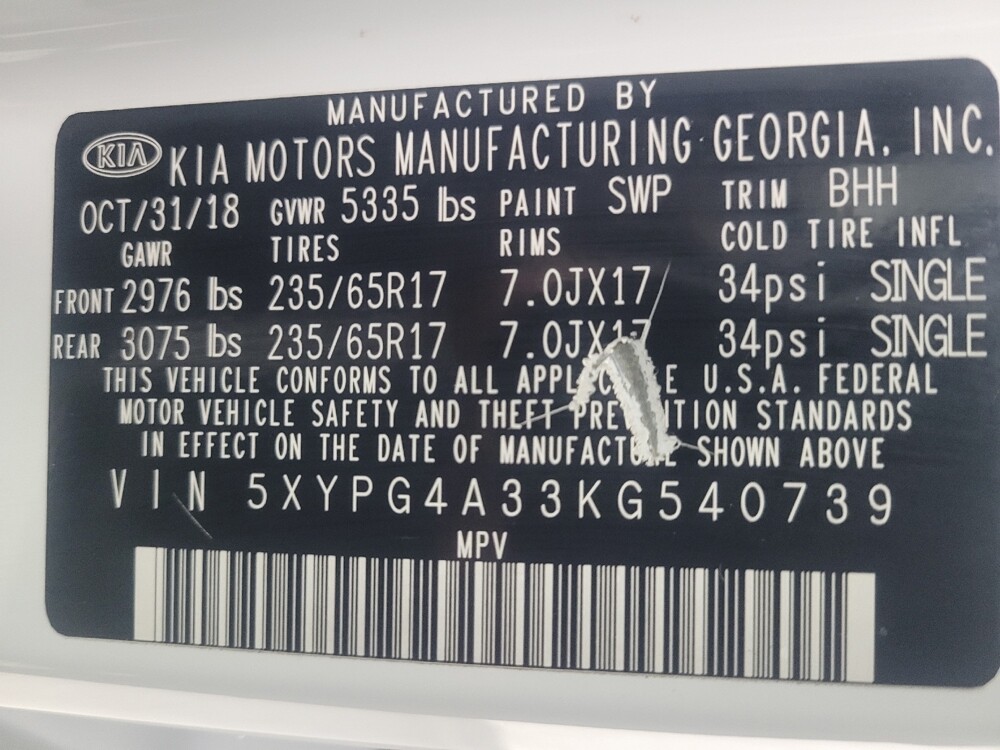 MANUFACTURED BY
KIA KIA MOTORS MANUFACTURING GEORGIA, INC.
OCT/31/18 GVWR 5335 lbs PAINT SWP TRIM BHH
GAWR TIRES RIMS COLD TIRE INFL
FRONT 2976 lbs 235/65R17 7.0JX17 34psi SINGLE
REAR 3075 lbs 235/65R17 7.0JX17 34psi SINGLE
THIS VEHICLE CONFORMS TO ALL U.S.A. FEDERAL
MOTOR VEHICLE SAFETY AND THEFT STANDARDS
IN EFFECT ON THE DATE OF MANUFACTURE SHOWN ABOVE
VIN 5XYPG4A33KG540739
MPV